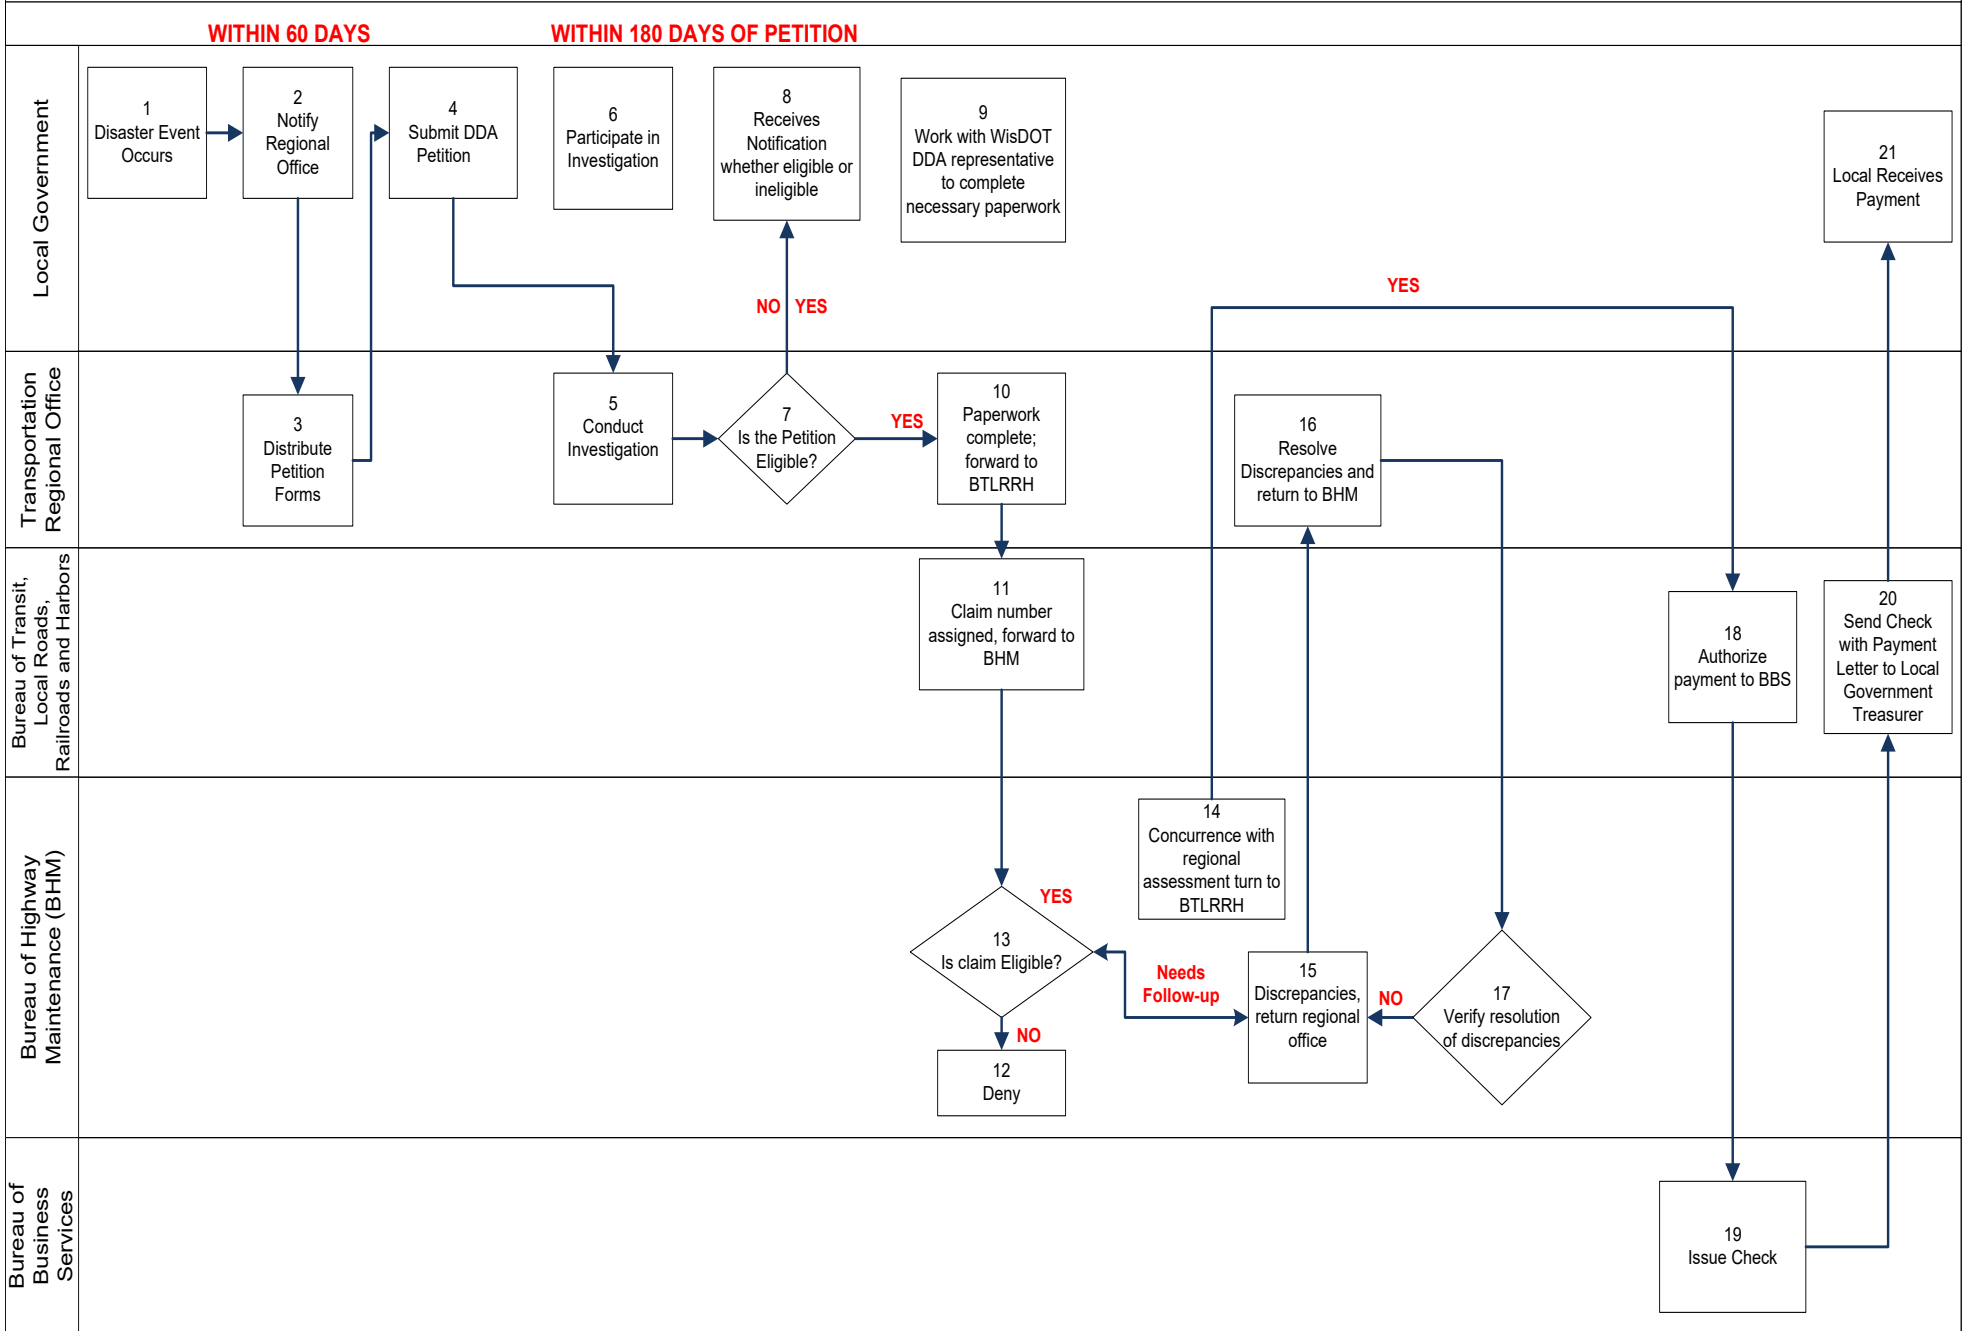 WITHIN 60 DAYS
WITHIN 180 DAYS OF PETITION
Local Government
1
Disaster Event
Occurs
2
Notify
Regional
Office
4
Submit DDA
Petition
6
Participate in
Investigation
8
Receives
Notification
whether eligible or
ineligible
9
Work with WisDOT
DDA representative
to complete
necessary paperwork
21
Local Receives
Payment
NO
YES
YES
Transportation
Regional Office
3
Distribute
Petition
Forms
5
Conduct
Investigation
7
Is the Petition
Eligible?
YES
10
Paperwork
complete;
forward to
BTLRRH
16
Resolve
Discrepancies and
return to BHM
Bureau of Transit,
Local Roads,
Railroads and Harbors
11
Claim number
assigned, forward to
BHM
18
Authorize
payment to BBS
20
Send Check
with Payment
Letter to Local
Government
Treasurer
Bureau of Highway
Maintenance (BHM)
14
Concurrence with
regional
assessment turn to
BTLRRH
YES
13
Is claim Eligible?
Needs
Follow-up
15
Discrepancies,
return regional
office
NO
17
Verify resolution
of discrepancies
NO
12
Deny
Bureau of
Business
Services
19
Issue Check